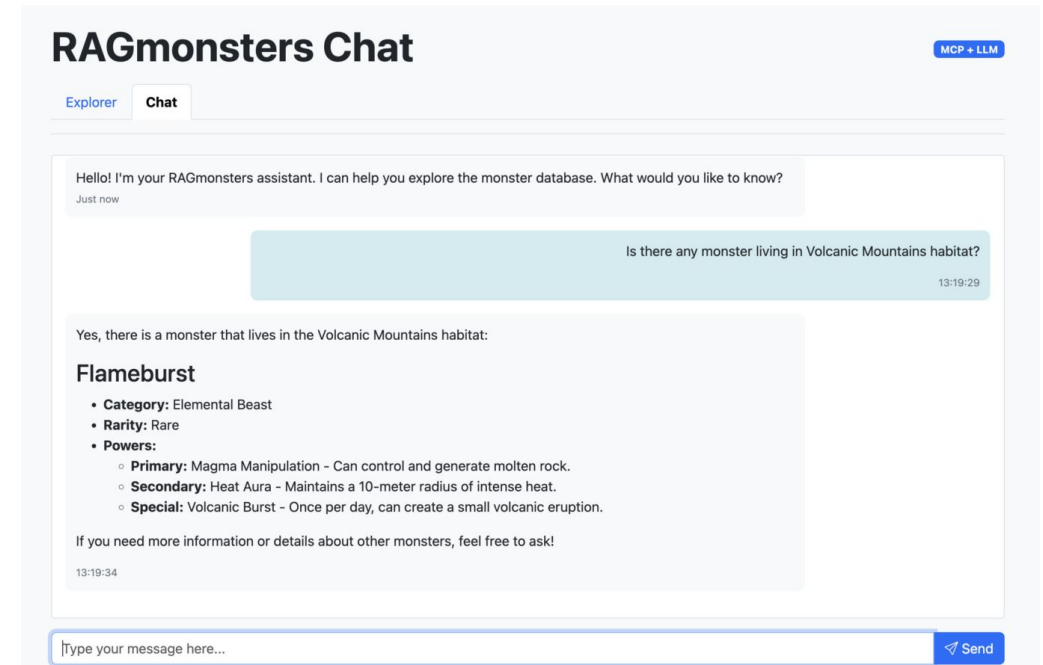 RAGmonsters Chat
MCP + LLM
Explorer
Chat
Hello! I'm your RAGmonsters assistant. I can help you explore the monster database. What would you like to know?
Just now
Is there any monster living in Volcanic Mountains habitat?
13:19:29
Yes, there is a monster that lives in the Volcanic Mountains habitat:
Flameburst
• Category: Elemental Beast
• Rarity: Rare
• Powers:
◦ Primary: Magma Manipulation - Can control and generate molten rock.
◦ Secondary: Heat Aura - Maintains a 10-meter radius of intense heat.
◦ Special: Volcanic Burst - Once per day, can create a small volcanic eruption.
If you need more information or details about other monsters, feel free to ask!
13:19:34
Type your message here...
Send